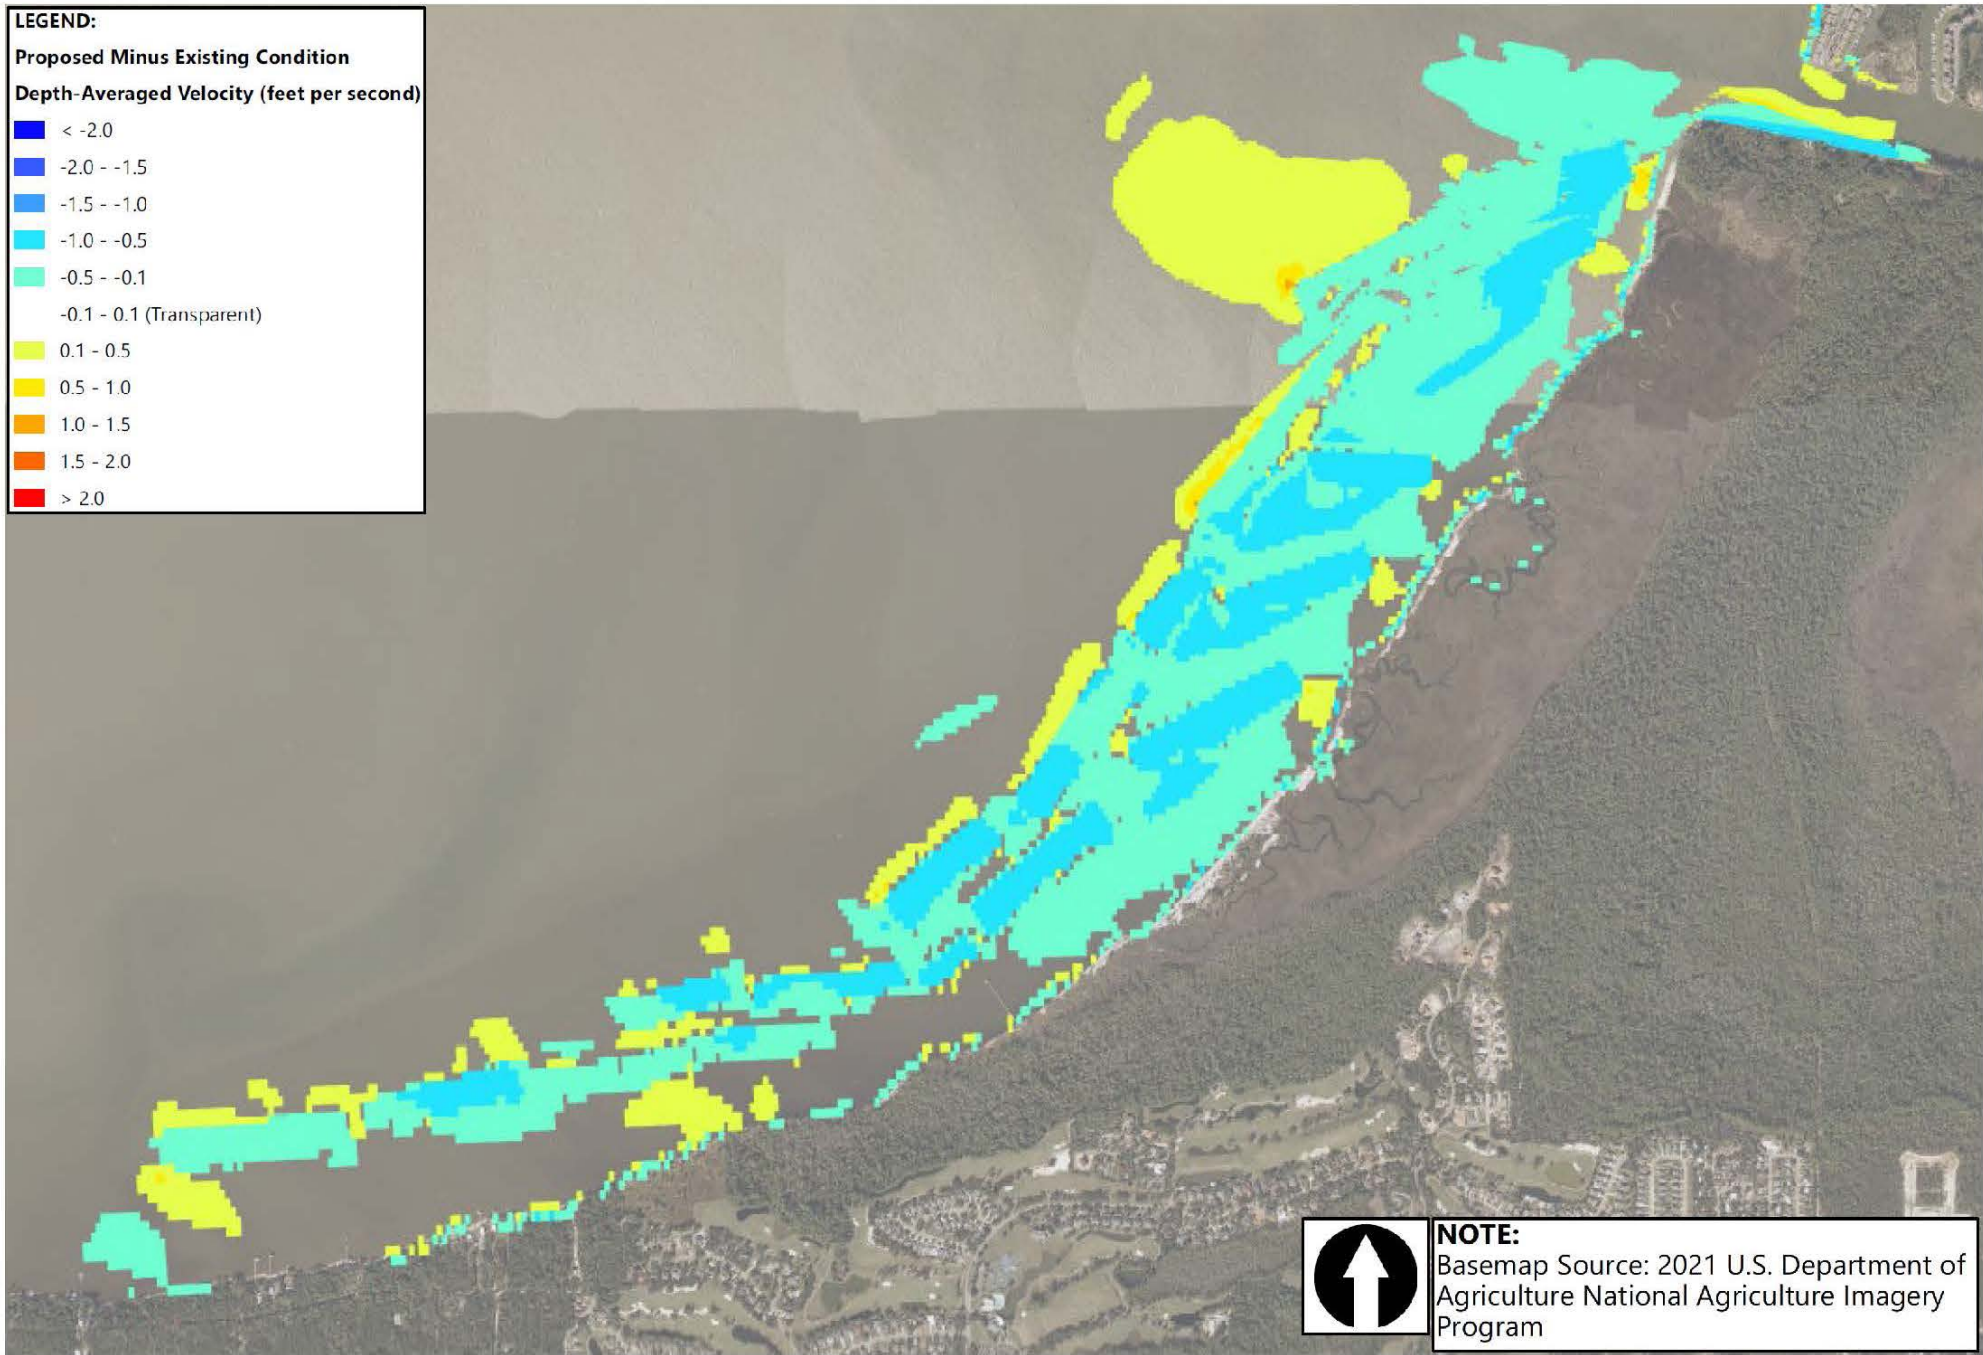 LEGEND:
Proposed Minus Existing Condition
Depth-Averaged Velocity (feet per second)
< -2.0
-2.0 - -1.5
-1.5 - -1.0
-1.0 - -0.5
-0.5 - -0.1
-0.1 - 0.1 (Transparent)
0.1 - 0.5
0.5 - 1.0
1.0 - 1.5
1.5 - 2.0
> 2.0
NOTE:
Basemap Source: 2021 U.S. Department of
Agriculture National Agriculture Imagery
Program